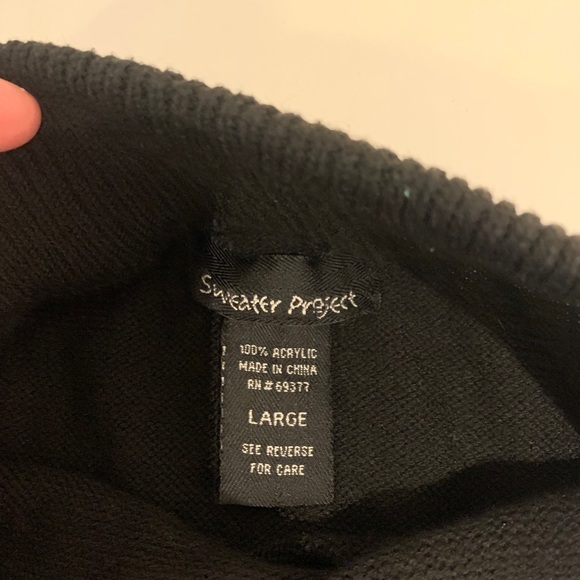 Sweater Project
100% ACRYLIC
MADE IN CHINA
RN # 69377
LARGE
SEE REVERSE
FOR CARE